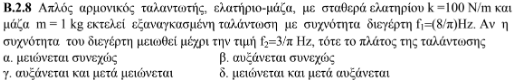 Β.2.8 Απλός αρμονικός ταλαντωτής, ελατήριο-μάζα, με σταθερά ελατηρίου k =100 N/m και
μάζα m = 1 kg εκτελεί εξαναγκασμένη ταλάντωση με συχνότητα διεγέρτη f₁=(8/π)Hz. Αν η
συχνότητα του διεγέρτη μειωθεί μέχρι την τιμή f₂=3/π Hz, τότε το πλάτος της ταλάντωσης
α. μειώνεται συνεχώς β. αυξάνεται συνεχώς
γ. αυξάνεται και μετά μειώνεται δ. μειώνεται και μετά αυξάνεται